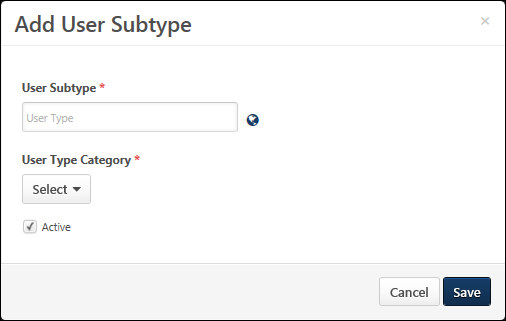 Add User Subtype ×
User Subtype *
User Type
User Type Category *
Select
Active
Cancel Save